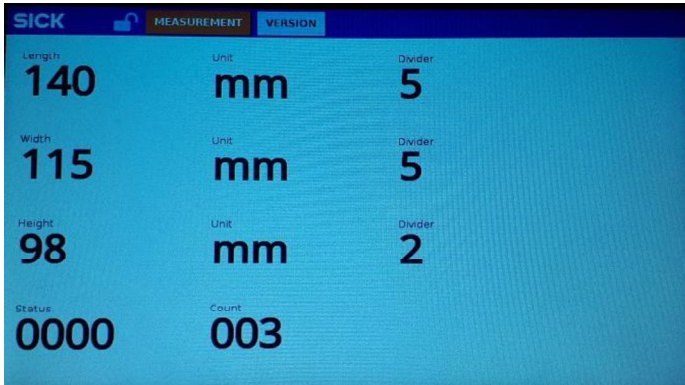 SICK MEASUREMENT VERSION
Length Unit Divider
140 mm 5
Width Unit Divider
115 mm 5
Height Unit Divider
98 mm 2
Status Count
0000 003